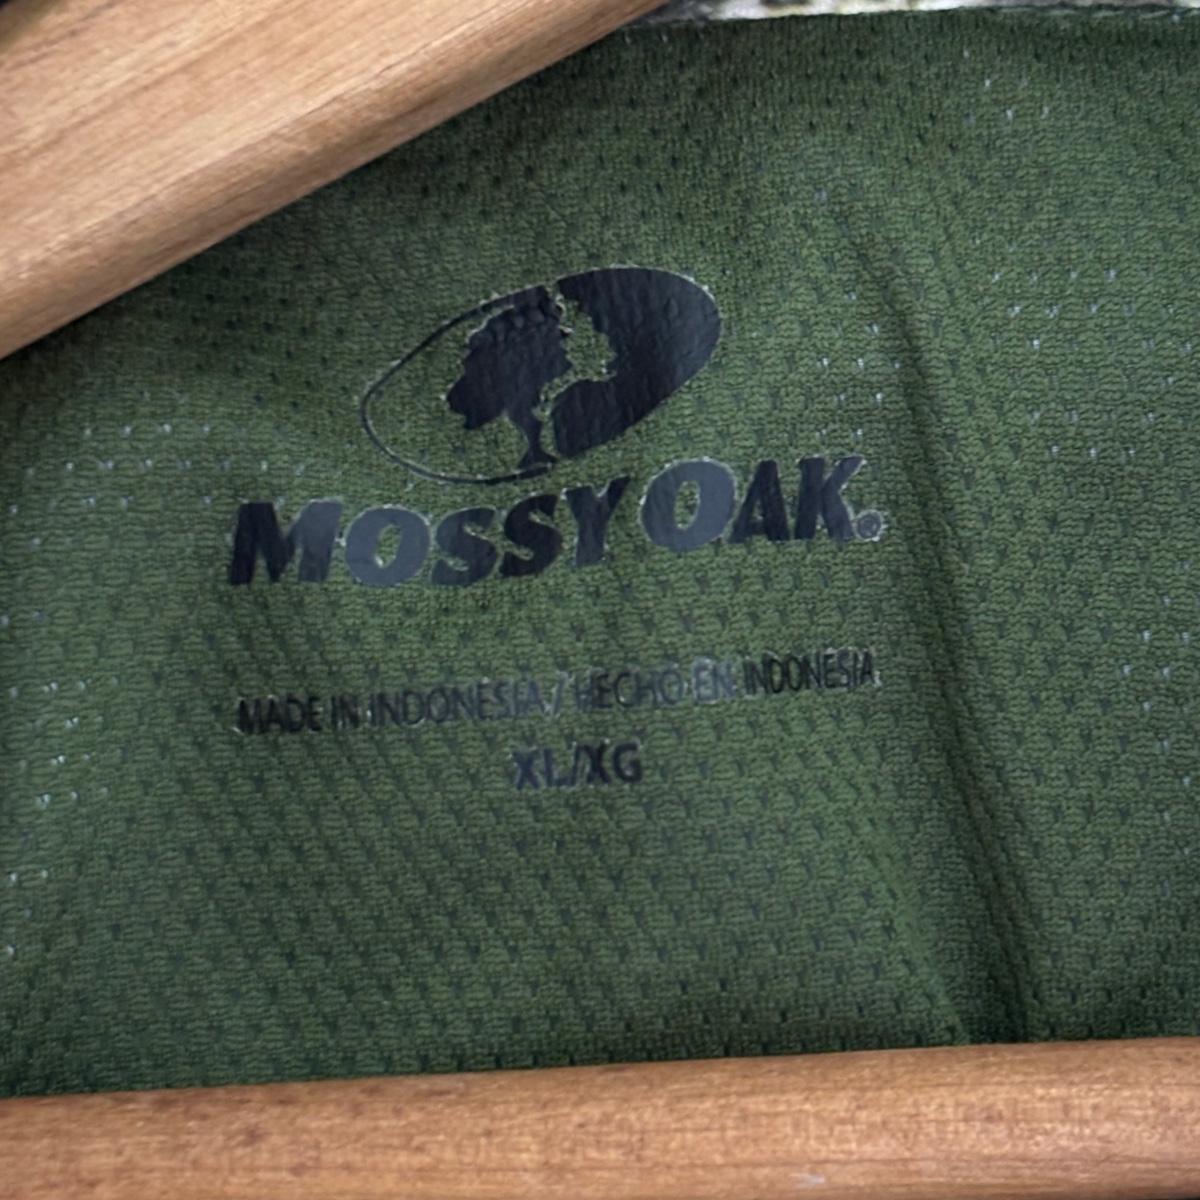 MOSSY OAK®
MADE IN INDONESIA / HECHO EN INDONESIA
XL/XG